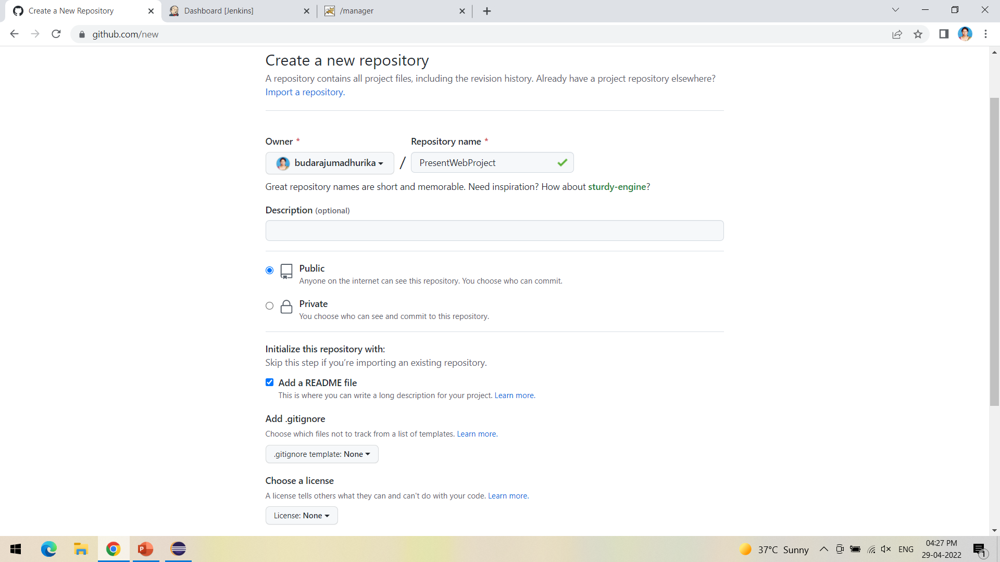 Create a New Repository
Dashboard [Jenkins]
/manager
github.com/new
Create a new repository
A repository contains all project files, including the revision history. Already have a project repository elsewhere?
Import a repository.
Owner *
Repository name *
budarajumadhurika
/
PresentWebProject
Great repository names are short and memorable. Need inspiration? How about sturdy-engine?
Description (optional)
Public
Anyone on the internet can see this repository. You choose who can commit.
Private
You choose who can see and commit to this repository.
Initialize this repository with:
Skip this step if you’re importing an existing repository.
Add a README file
This is where you can write a long description for your project. Learn more.
Add .gitignore
Choose which files not to track from a list of templates. Learn more.
.gitignore template: None
Choose a license
A license tells others what they can and can't do with your code. Learn more.
License: None
37°C Sunny
ENG
04:27 PM
29-04-2022
1